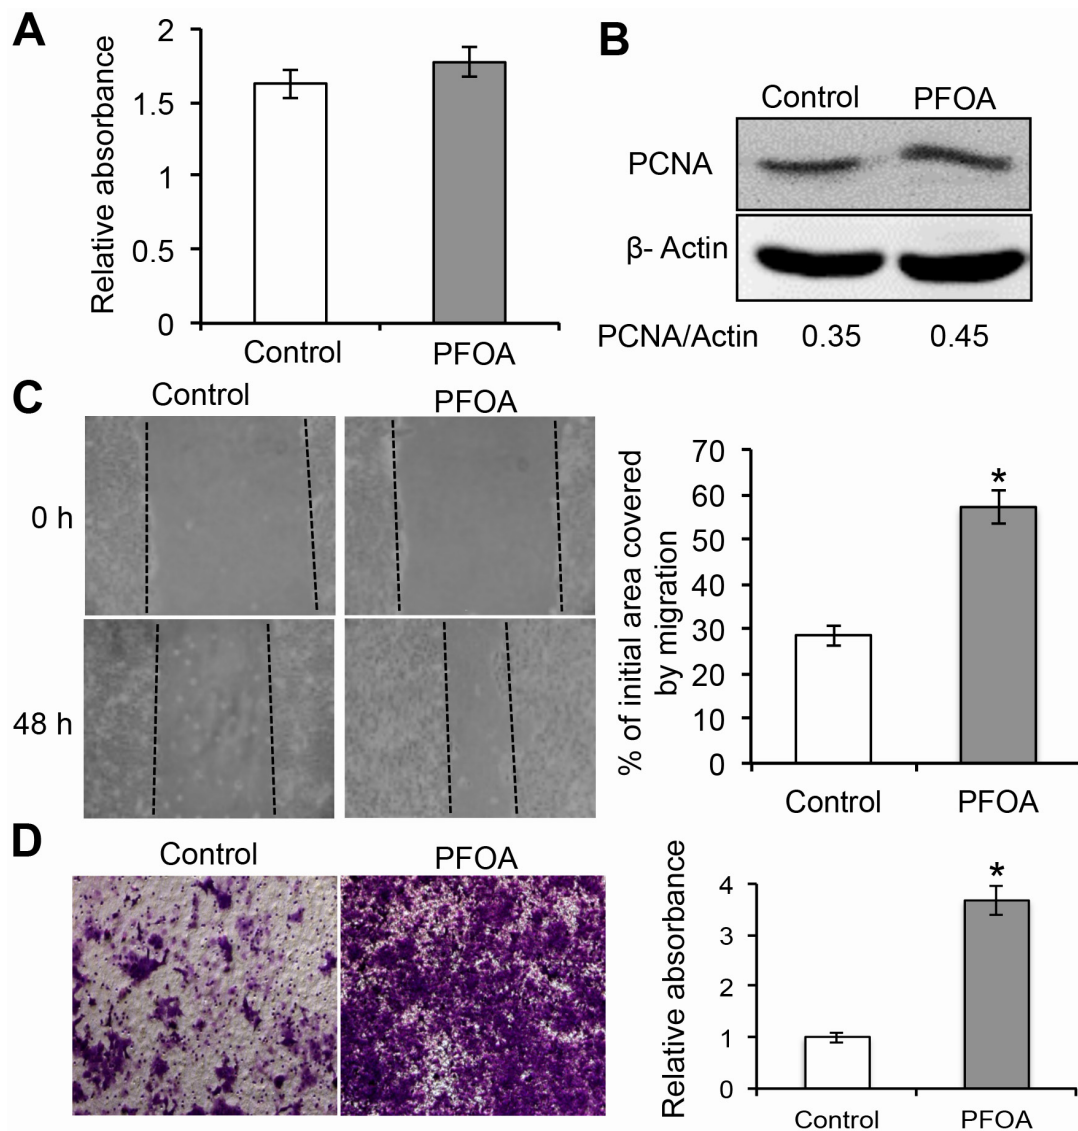 A
Relative absorbance
2
1.5
1
0.5
0
Control
PFOA
B
Control
PFOA
PCNA
β- Actin
PCNA/Actin 0.35 0.45
C
Control
PFOA
0 h
48 h
% of initial area covered
by migration
70
60
50
40
30
20
10
0
*
Control
PFOA
D
Control
PFOA
Relative absorbance
4
3
2
1
0
*
Control
PFOA